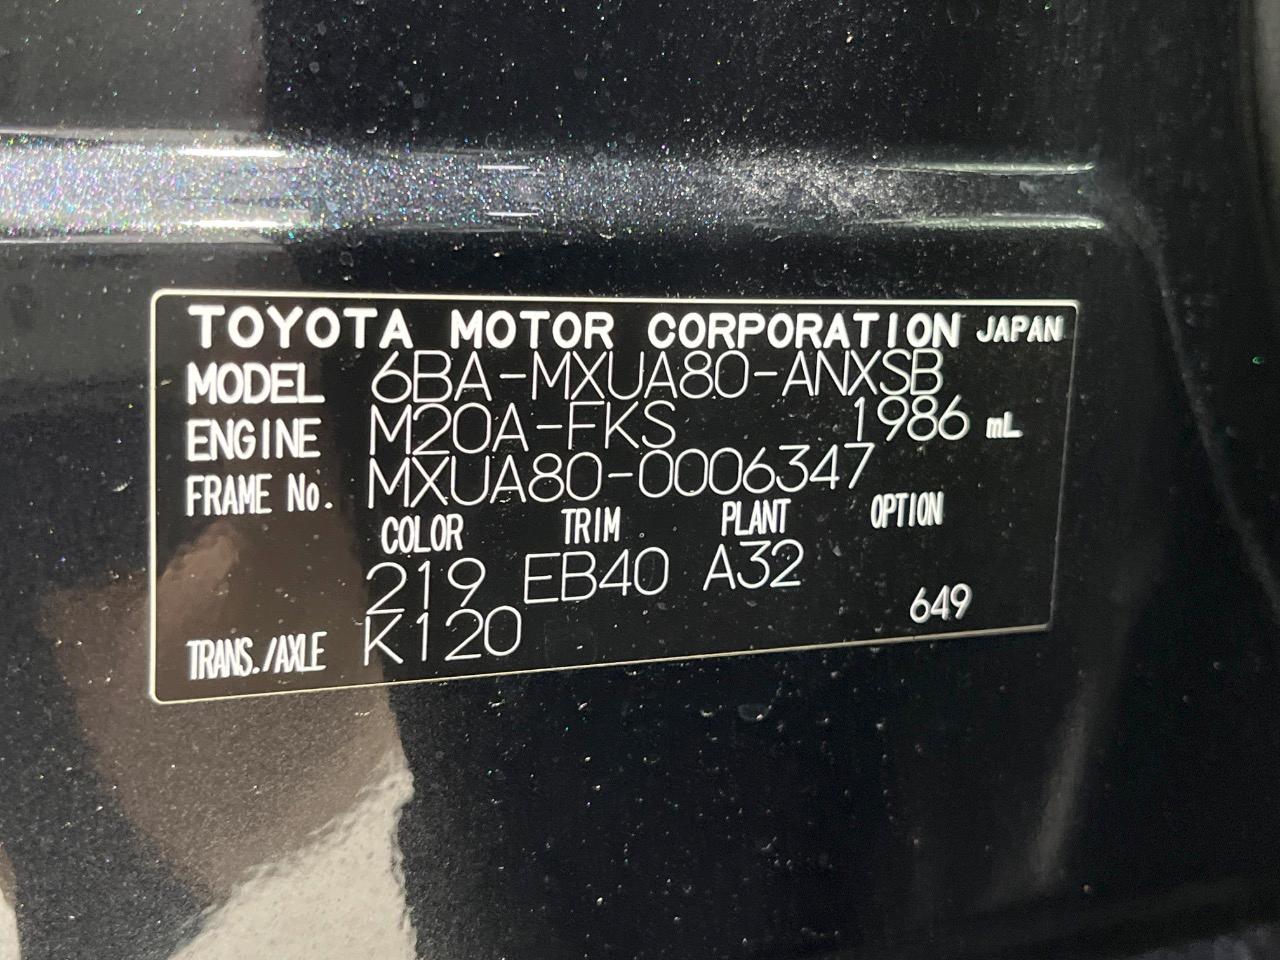 TOYOTA MOTOR CORPORATION JAPAN
MODEL 6BA-MXUA80-ANXSB
ENGINE M20A-FKS 1986 mL
FRAME No. MXUA80-0006347
COLOR TRIM PLANT OPTION
219 EB40 A32
TRANS./AXLE K120 649